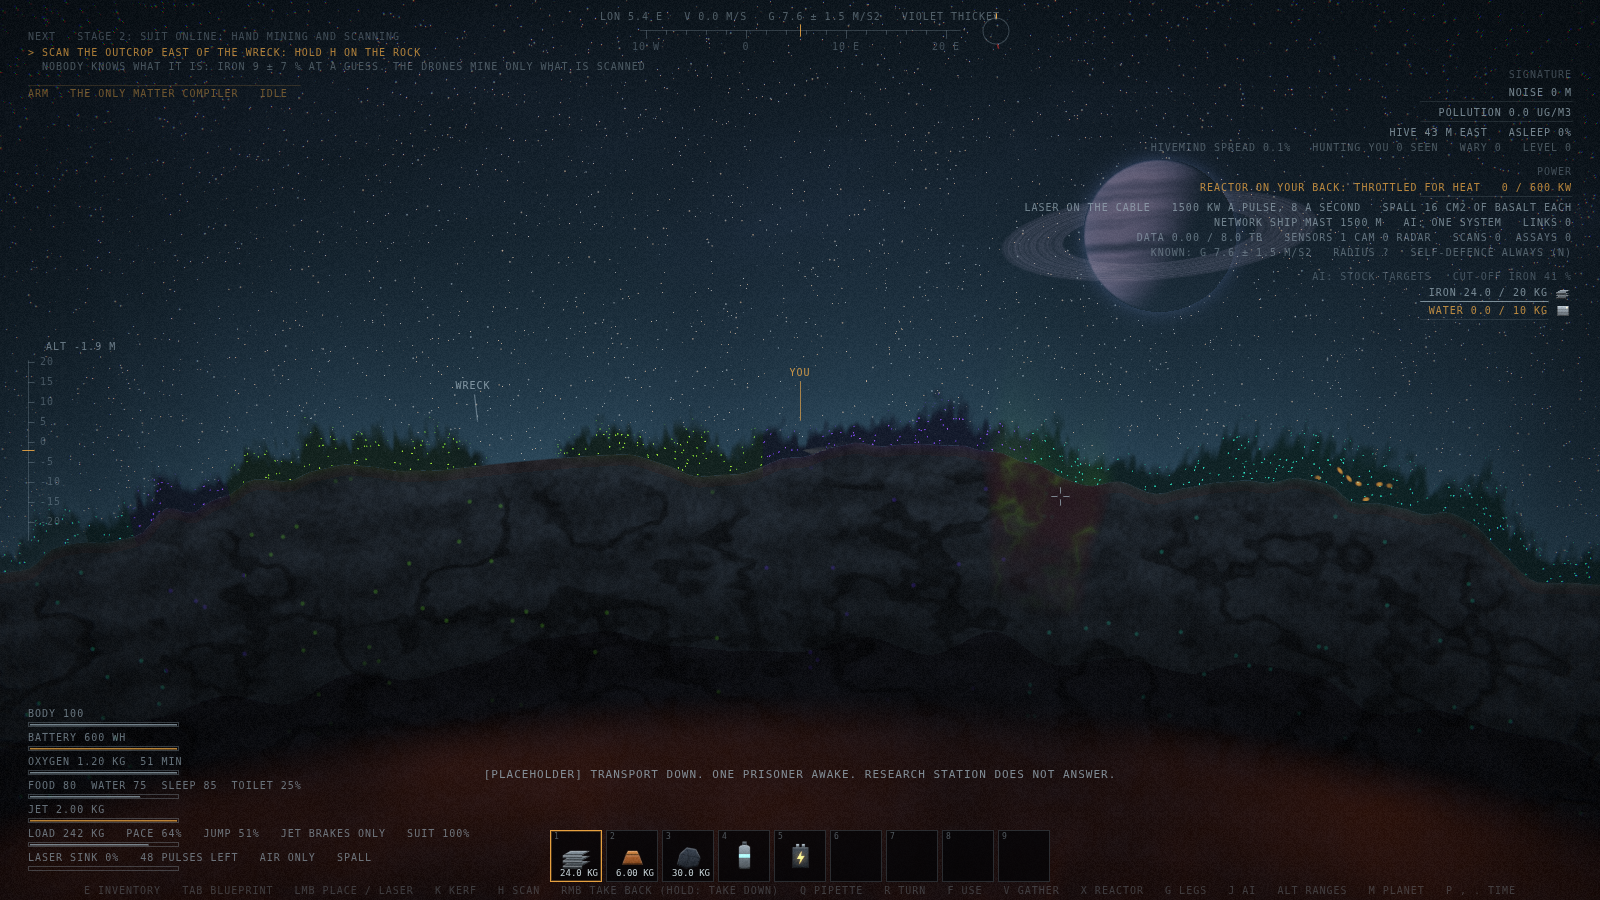 LON 5.4 E   V 0.0 M/S   G 7.6 ± 1.5 M/S2   VIOLET THICKET
10 W   0   10 E   20 E
NEXT   STAGE 2: SUIT ONLINE: HAND MINING AND SCANNING
> SCAN THE OUTCROP EAST OF THE WRECK: HOLD H ON THE ROCK
NOBODY KNOWS WHAT IT IS: IRON 9 ± 7 % AT A GUESS. THE DRONES MINE ONLY WHAT IS SCANNED
ARM   THE ONLY MATTER COMPILER   IDLE
SIGNATURE
NOISE 0 M
POLLUTION 0.0 UG/M3
HIVE 43 M EAST   ASLEEP 0%
HIVEMIND SPREAD 0.1%   HUNTING YOU 0 SEEN   WARY 0   LEVEL 0
POWER
REACTOR ON YOUR BACK: THROTTLED FOR HEAT   0 / 600 KW
LASER ON THE CABLE   1500 KW A PULSE, 8 A SECOND   SPALL 16 CM2 OF BASALT EACH
NETWORK SHIP MAST 1500 M   AI: ONE SYSTEM   LINKS 0
DATA 0.00 / 8.0 TB   SENSORS 1 CAM 0 RADAR   SCANS 0   ASSAYS 0
KNOWN: G 7.6 ± 1.5 M/S2   RADIUS ?   SELF-DEFENCE ALWAYS (N)
AI: STOCK TARGETS   CUT-OFF IRON 41 %
IRON 24.0 / 20 KG
WATER 0.0 / 10 KG
ALT -1.9 M
20
15
10
5
0
-5
-10
-15
-20
WRECK
YOU
BODY 100
BATTERY 600 WH
OXYGEN 1.20 KG   51 MIN
FOOD 80   WATER 75   SLEEP 85   TOILET 25%
JET 2.00 KG
LOAD 242 KG   PACE 64%   JUMP 51%   JET BRAKES ONLY   SUIT 100%
LASER SINK 0%   48 PULSES LEFT   AIR ONLY   SPALL
[PLACEHOLDER] TRANSPORT DOWN. ONE PRISONER AWAKE. RESEARCH STATION DOES NOT ANSWER.
1 2 3 4 5 6 7 8 9
24.0 KG   6.00 KG   30.0 KG
E INVENTORY   TAB BLUEPRINT   LMB PLACE / LASER   K KERF   H SCAN   RMB TAKE BACK (HOLD: TAKE DOWN)   Q PIPETTE   R TURN   F USE   V GATHER   X REACTOR   G LEGS   J AI   ALT RANGES   M PLANET   P , . TIME